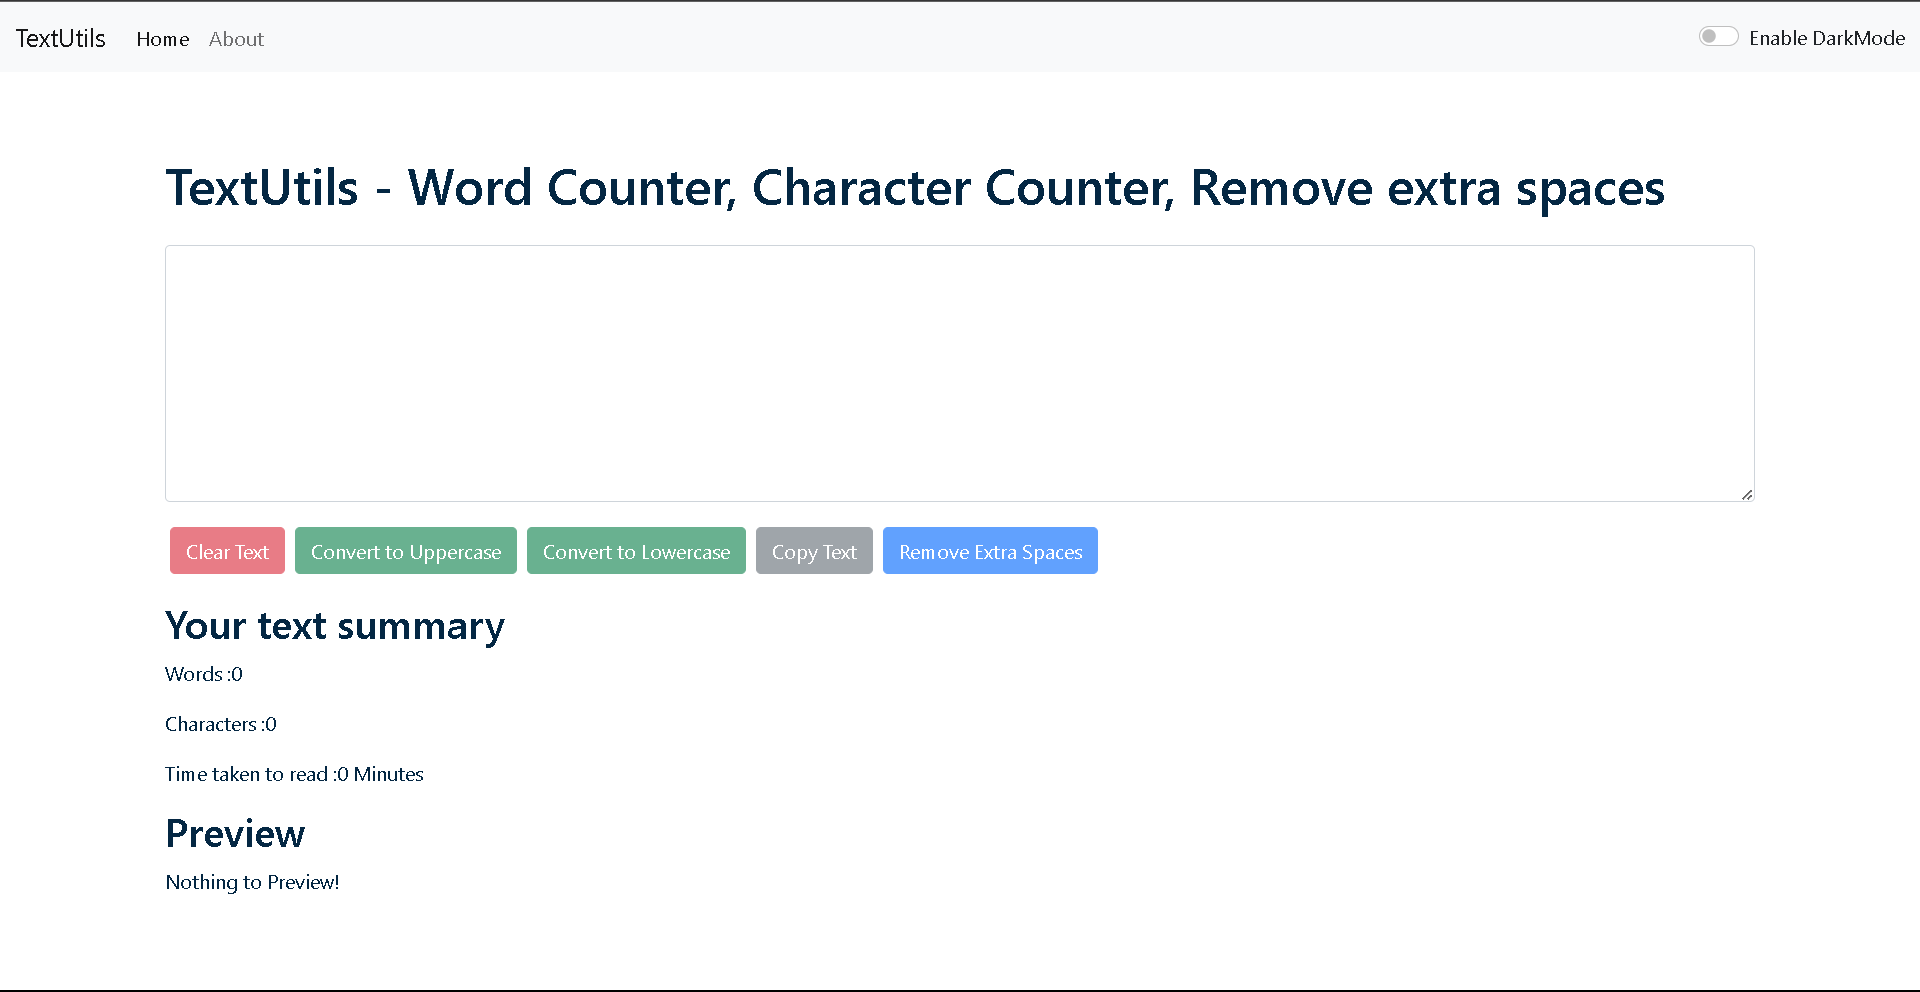 TextUtils Home About Enable DarkMode
TextUtils - Word Counter, Character Counter, Remove extra spaces
Clear Text Convert to Uppercase Convert to Lowercase Copy Text Remove Extra Spaces
Your text summary
Words :0
Characters :0
Time taken to read :0 Minutes
Preview
Nothing to Preview!